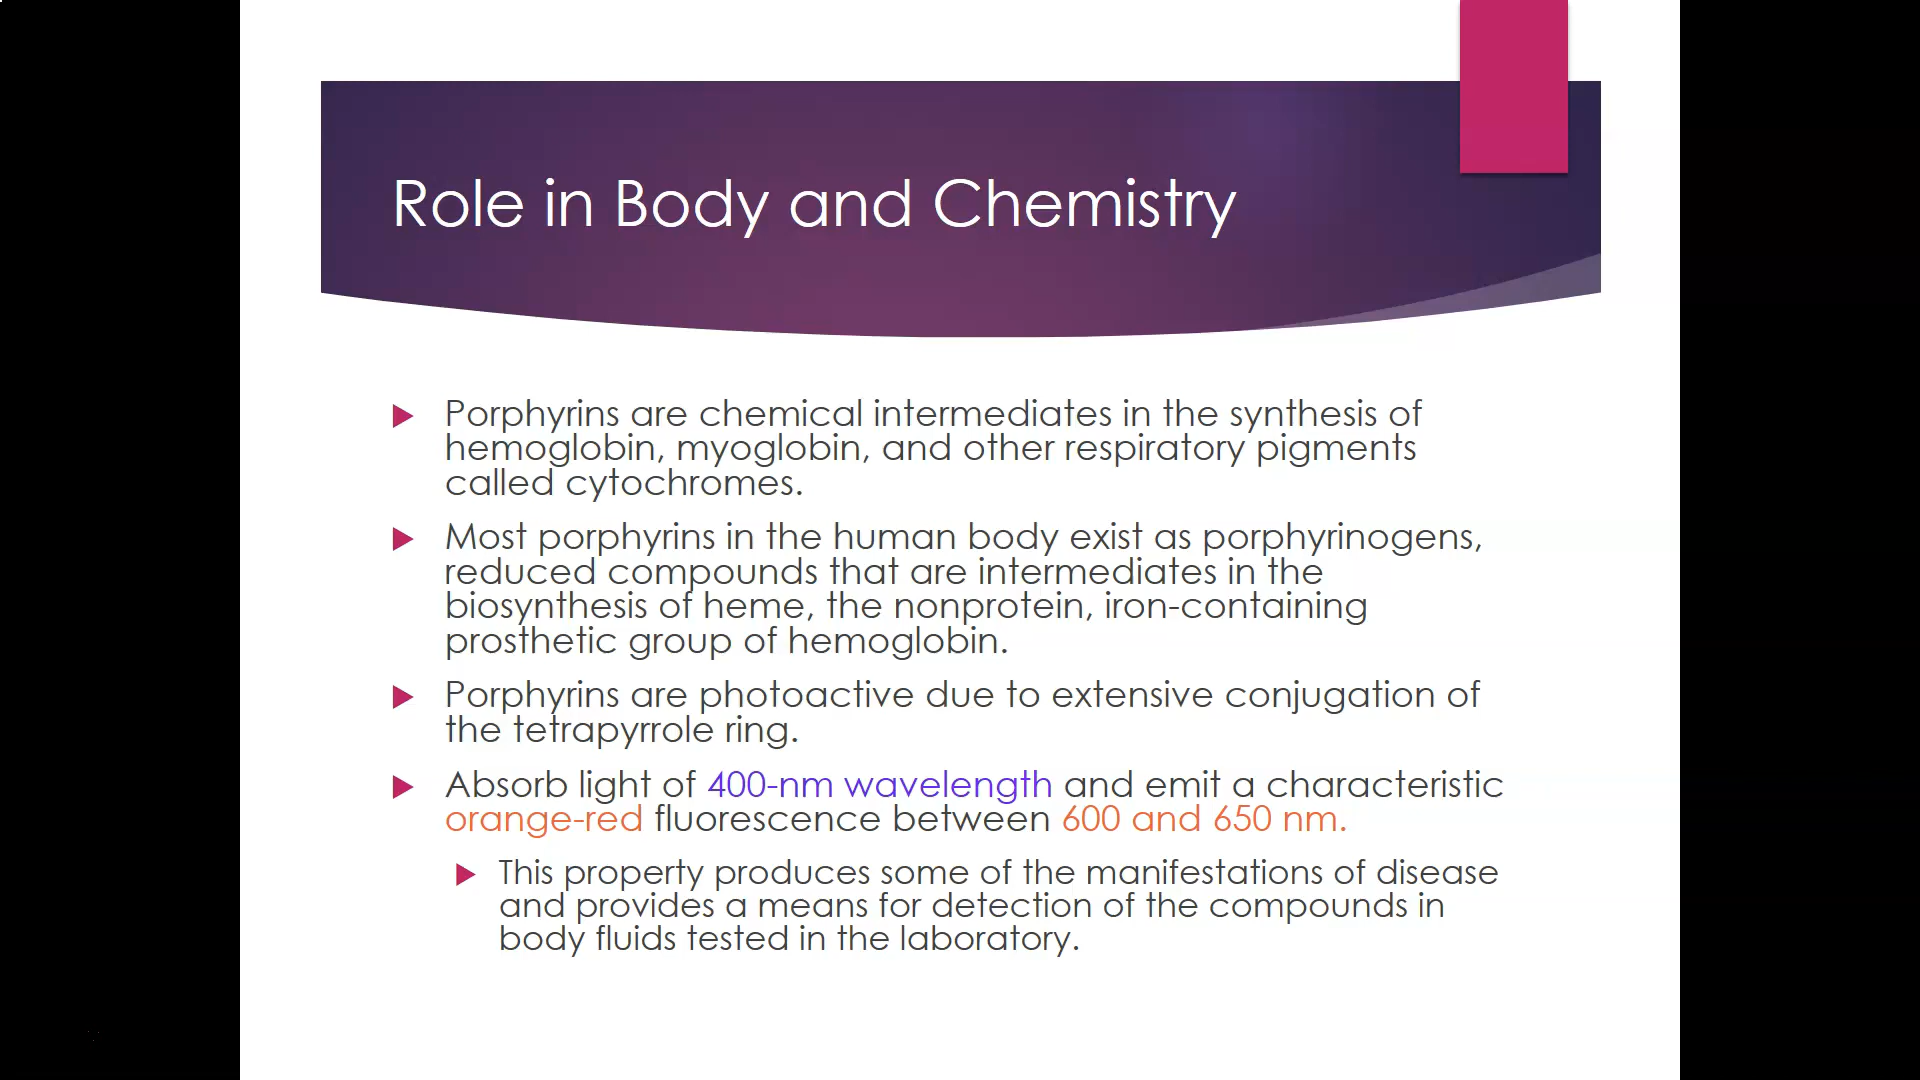 Role in Body and Chemistry
Porphyrins are chemical intermediates in the synthesis of
hemoglobin, myoglobin, and other respiratory pigments
called cytochromes.
Most porphyrins in the human body exist as porphyrinogens,
reduced compounds that are intermediates in the
biosynthesis of heme, the nonprotein, iron-containing
prosthetic group of hemoglobin.
Porphyrins are photoactive due to extensive conjugation of
the tetrapyrrole ring.
Absorb light of 400-nm wavelength and emit a characteristic
orange-red fluorescence between 600 and 650 nm.
This property produces some of the manifestations of disease
and provides a means for detection of the compounds in
body fluids tested in the laboratory.